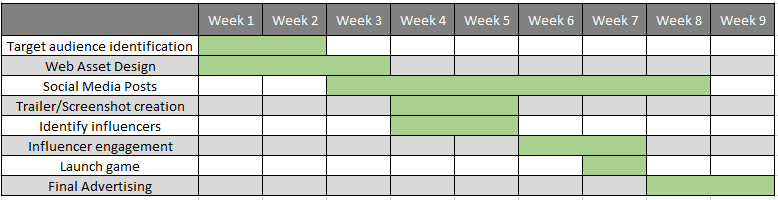 Week 1 Week 2 Week 3 Week 4 Week 5 Week 6 Week 7 Week 8 Week 9
Target audience identification
Web Asset Design
Social Media Posts
Trailer/Screenshot creation
Identify influencers
Influencer engagement
Launch game
Final Advertising